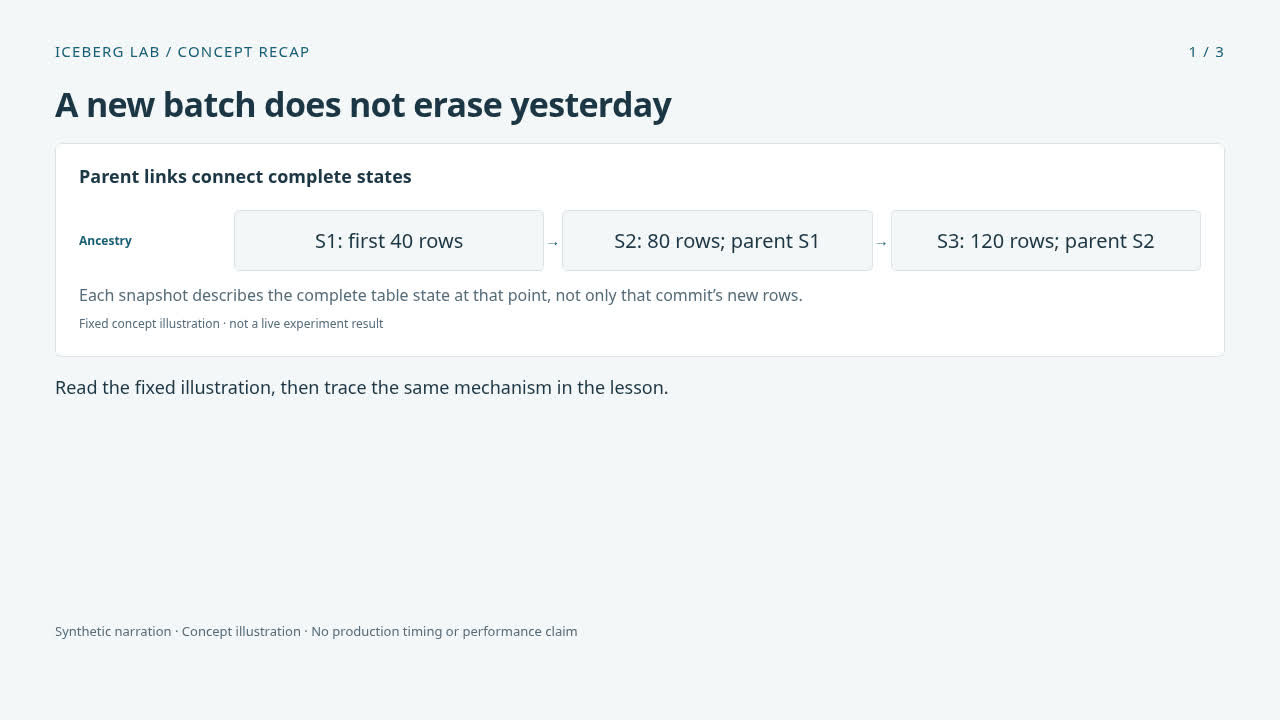 ICEBERG LAB / CONCEPT RECAP
1 / 3
A new batch does not erase yesterday
Parent links connect complete states
Ancestry
S1: first 40 rows
→
S2: 80 rows; parent S1
→
S3: 120 rows; parent S2
Each snapshot describes the complete table state at that point, not only that commit’s new rows.
Fixed concept illustration · not a live experiment result
Read the fixed illustration, then trace the same mechanism in the lesson.
Synthetic narration · Concept illustration · No production timing or performance claim